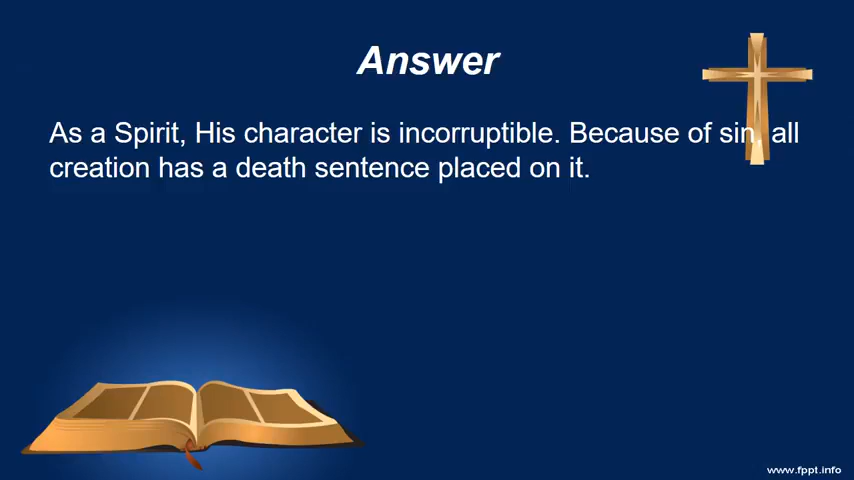 Answer
As a Spirit, His character is incorruptible. Because of sin, all
creation has a death sentence placed on it.
www.fppt.info